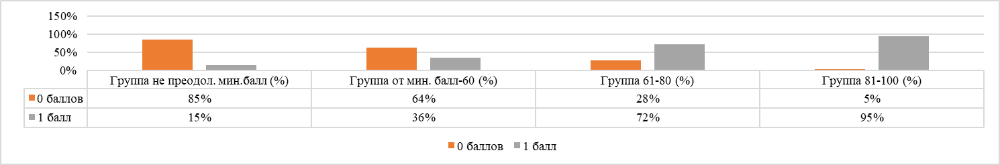 150%
100%
50%
0%
Группа не преодол. мин.балл (%) Группа от мин. балл-60 (%) Группа 61-80 (%) Группа 81-100 (%)
0 баллов 85% 64% 28% 5%
1 балл 15% 36% 72% 95%
0 баллов 1 балл